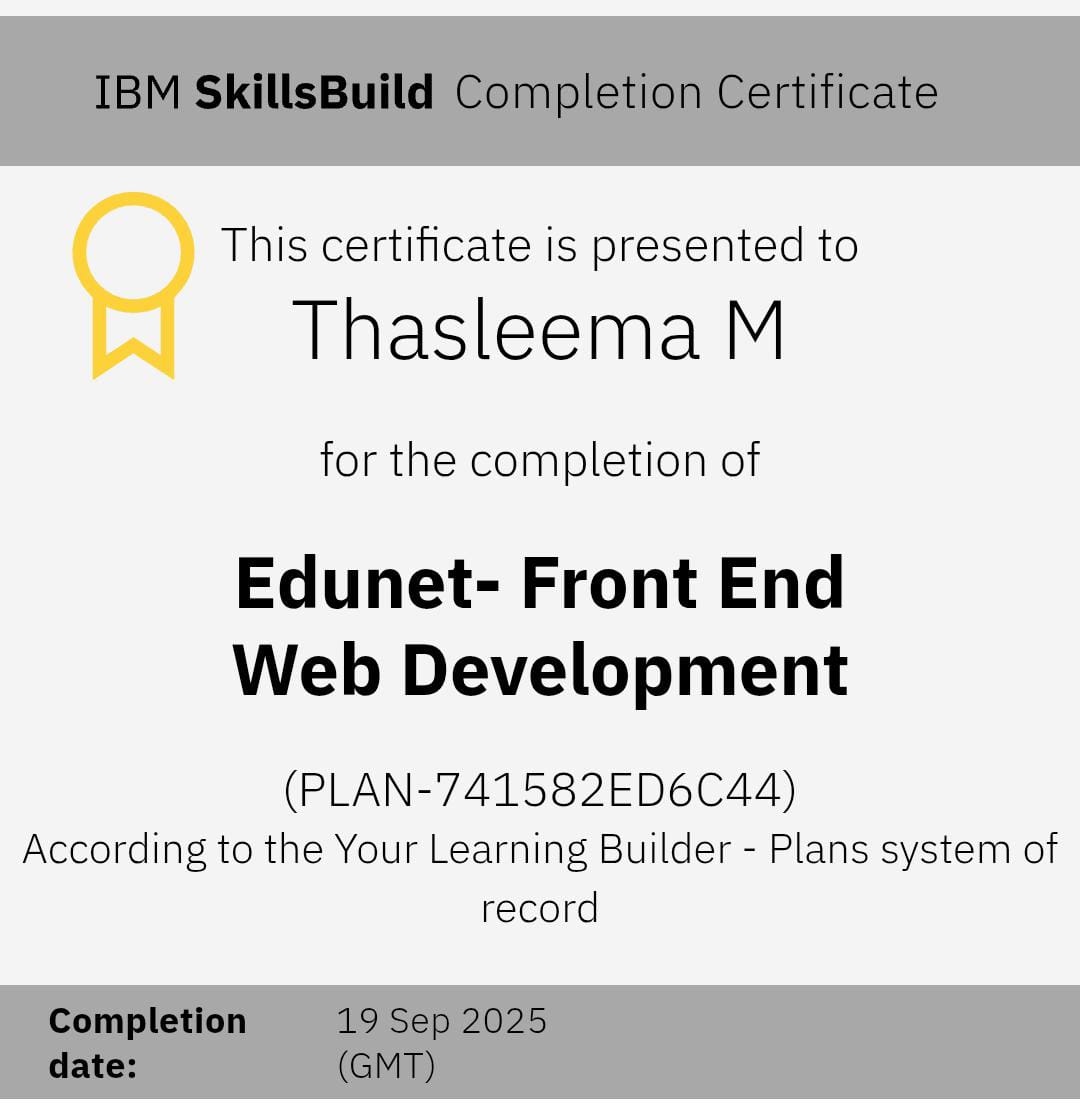 IBM SkillsBuild Completion Certificate
This certificate is presented to
Thasleema M
for the completion of
Edunet- Front End
Web Development
(PLAN-741582ED6C44)
According to the Your Learning Builder - Plans system of
record
Completion date: 19 Sep 2025 (GMT)